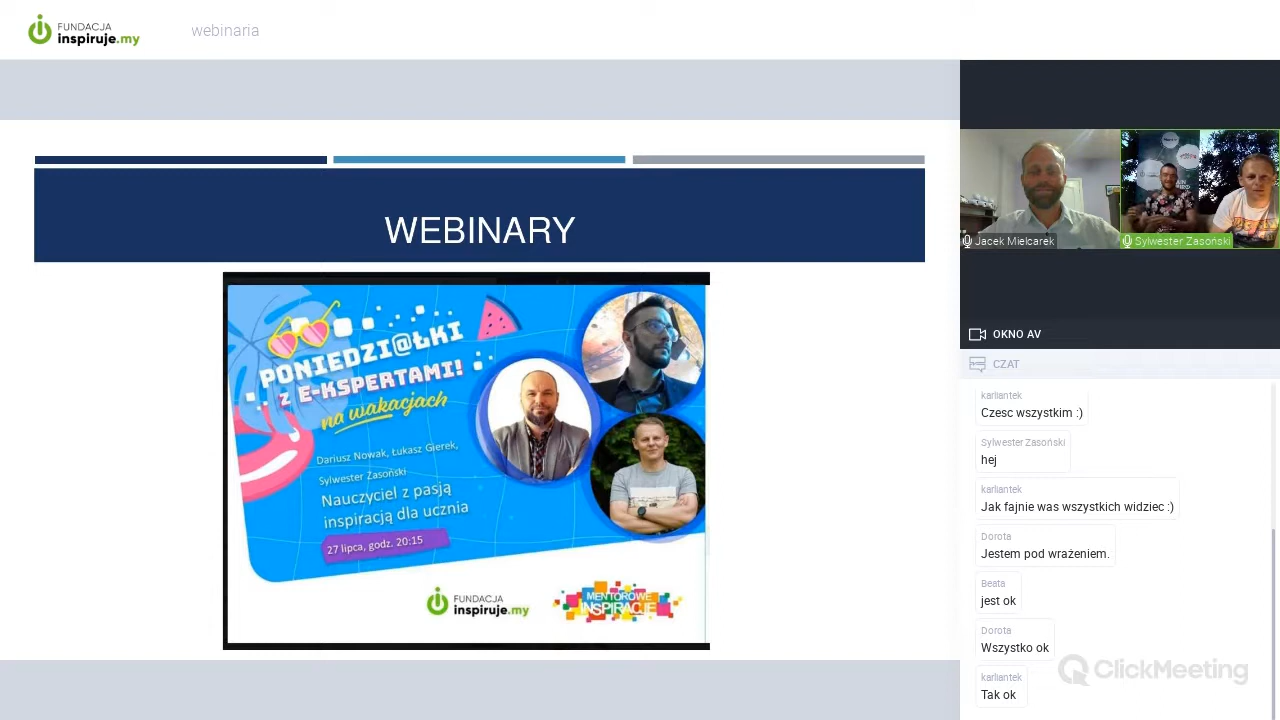 FUNDACJA
inspiruje.my
webinaria
WEBINARY
PONIEDZI@ŁKI
z E-KSPERTAMI!
na wakacjach
Dariusz Nowak, Łukasz Gierek,
Sylwester Zasoński
Nauczyciel z pasją
inspiracją dla ucznia
27 lipca, godz. 20:15
FUNDACJA
inspiruje.my
MENTOROWE
INSPIRACJE
Jacek Mielcarek
Sylwester Zasoński
OKNO AV
CZAT
karliantek
Czesc wszystkim :)
Sylwester Zasoński
hej
karliantek
Jak fajnie was wszystkich widziec :)
Dorota
Jestem pod wrażeniem.
Beata
jest ok
Dorota
Wszystko ok
karliantek
Tak ok
ClickMeeting